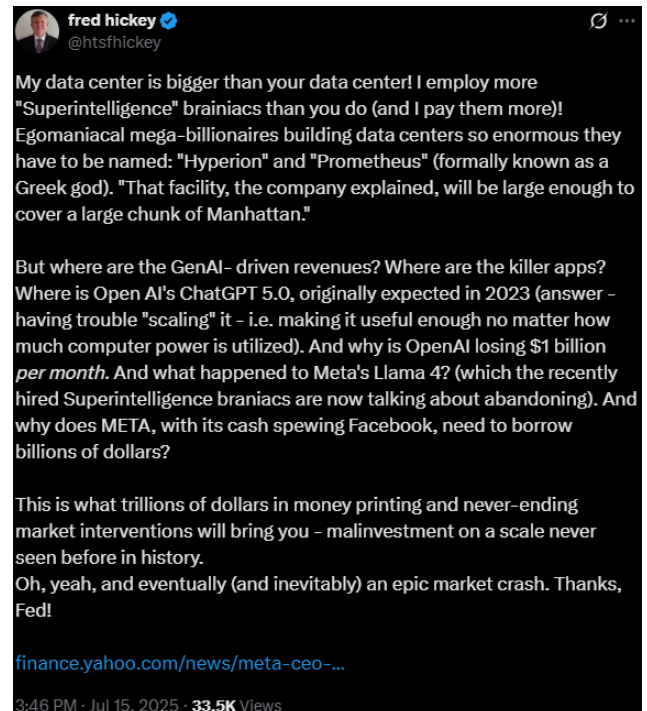 fred hickey
@htsfhickey
My data center is bigger than your data center! I employ more
"Superintelligence" brainiacs than you do (and I pay them more)!
Egomaniacal mega-billionaires building data centers so enormous they
have to be named: "Hyperion" and "Prometheus" (formally known as a
Greek god). "That facility, the company explained, will be large enough to
cover a large chunk of Manhattan."
But where are the GenAI- driven revenues? Where are the killer apps?
Where is Open AI's ChatGPT 5.0, originally expected in 2023 (answer -
having trouble "scaling" it - i.e. making it useful enough no matter how
much computer power is utilized). And why is OpenAI losing $1 billion
per month. And what happened to Meta's Llama 4? (which the recently
hired Superintelligence braniacs are now talking about abandoning). And
why does META, with its cash spewing Facebook, need to borrow
billions of dollars?
This is what trillions of dollars in money printing and never-ending
market interventions will bring you - malinvestment on a scale never
seen before in history.
Oh, yeah, and eventually (and inevitably) an epic market crash. Thanks,
Fed!
finance.yahoo.com/news/meta-ceo-...
3:46 PM · Jul 15, 2025 · 33.5K Views